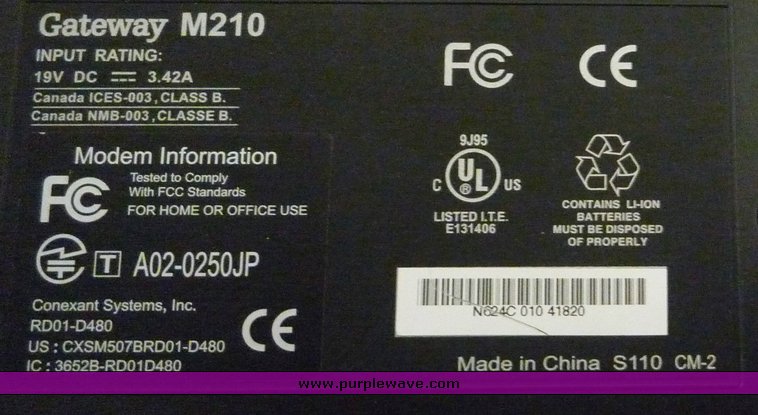 Gateway M210
INPUT RATING:
19V DC 3.42A
Canada ICES-003, CLASS B.
Canada NMB-003, CLASSE B.
Modem Information
FC
Tested to Comply
With FCC Standards
FOR HOME OR OFFICE USE
T A02-0250JP
Conexant Systems, Inc.
RD01-D480
US : CXSM507BRD01-D480
IC : 3652B-RD01D480
CE
FC CE
9J95
C UL ® US
LISTED I.T.E.
E131406
CONTAINS LI-ION
BATTERIES
MUST BE DISPOSED
OF PROPERLY
N624C 010 41820
Made in China S110 CM-2
www.purplewave.com